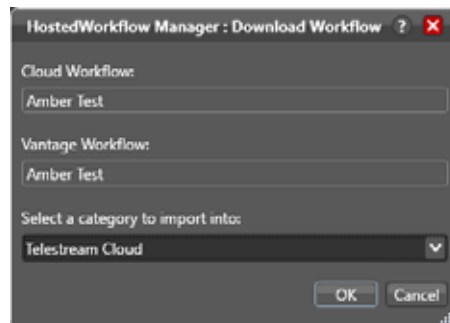 HostedWorkflow Manager : Download Workflow ?
Cloud Workflow:
Amber Test
Vantage Workflow:
Amber Test
Select a category to import into:
Telestream Cloud
OK Cancel